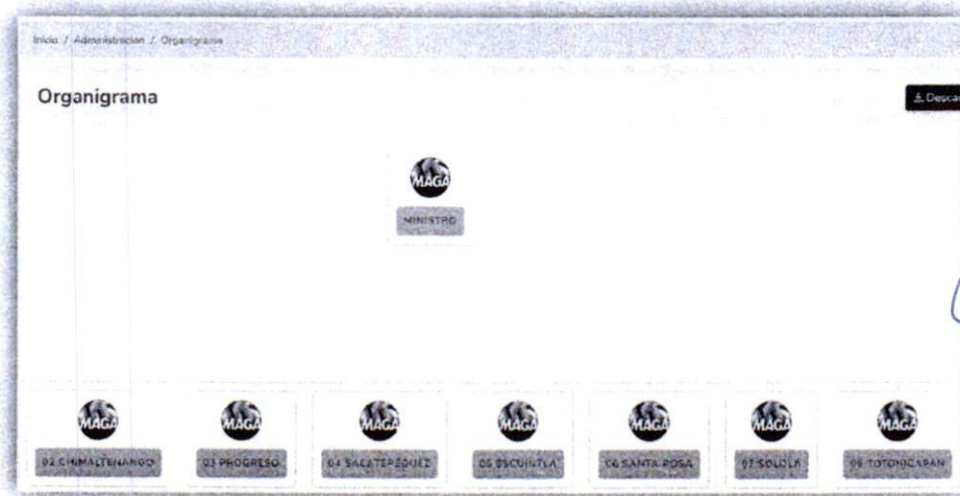 Inicio / Administración / Organigrama
Organigrama
MAGA
MINISTRO
MAGA MAGA MAGA MAGA MAGA MAGA MAGA
02 CHIMALTENANGO 03 PROGRESO 04 SACATEPEQUEZ 05 ESCUINTLA 06 SANTA ROSA 07 SOLOLA 08 TOTONICAPAN